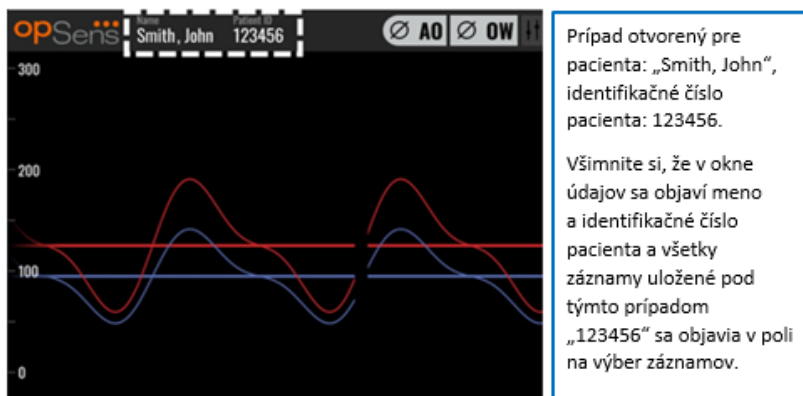 opSens
Name Patient ID
Smith, John 123456
Ø AO Ø OW
300
200
100
0
Prípad otvorený pre
pacienta: „Smith, John“,
identifikačné číslo
pacienta: 123456.
Všimnite si, že v okne
údajov sa objaví meno
a identifikačné číslo
pacienta a všetky
záznamy uložené pod
týmto prípadom
„123456“ sa objavia v poli
na výber záznamov.